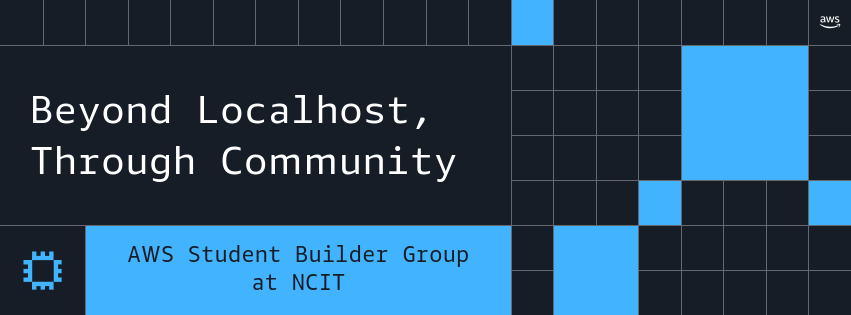 aws
Beyond Localhost,
Through Community
AWS Student Builder Group
at NCIT